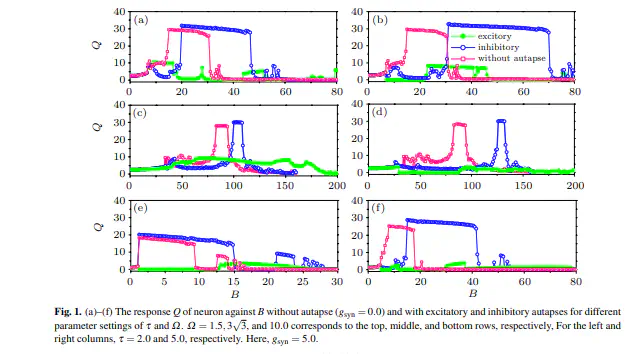 (a)
40
30
20
10
0
Q
0 20 40 60 80
(b)
40
30
20
10
0
excitory
inhibitory
without autapse
0 20 40 60 80
(c)
40
30
20
10
0
Q
0 50 100 150 200
(d)
40
30
20
10
0
0 50 100 150 200
(e)
40
30
20
10
0
Q
0 5 10 15 20 25 30
B
(f)
40
30
20
10
0
0 20 40 60 80
B
Fig. 1. (a)–(f) The response Q of neuron against B without autapse (gsyn = 0.0) and with excitatory and inhibitory autapses for different
parameter settings of τ and Ω. Ω = 1.5, 3√3, and 10.0 corresponds to the top, middle, and bottom rows, respectively, For the left and
right columns, τ = 2.0 and 5.0, respectively. Here, gsyn = 5.0.